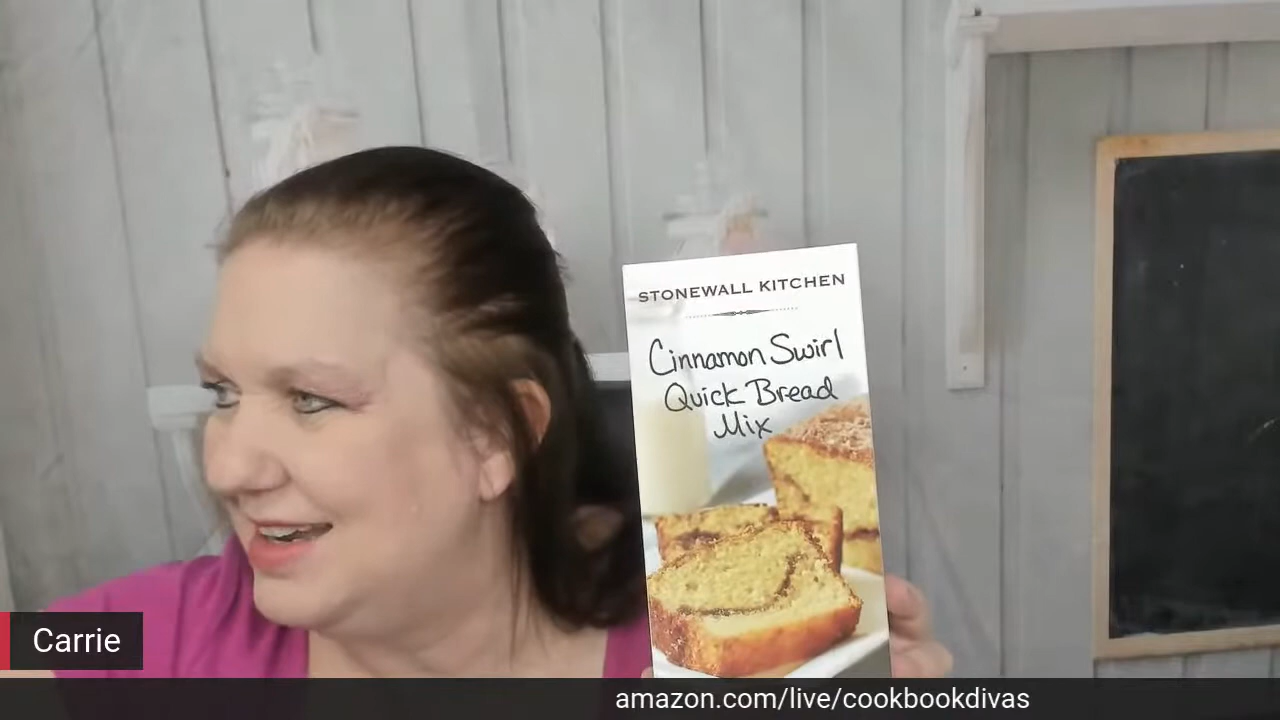 STONEWALL KITCHEN
Cinnamon Swirl
Quick Bread
Mix
Carrie
amazon.com/live/cookbookdivas